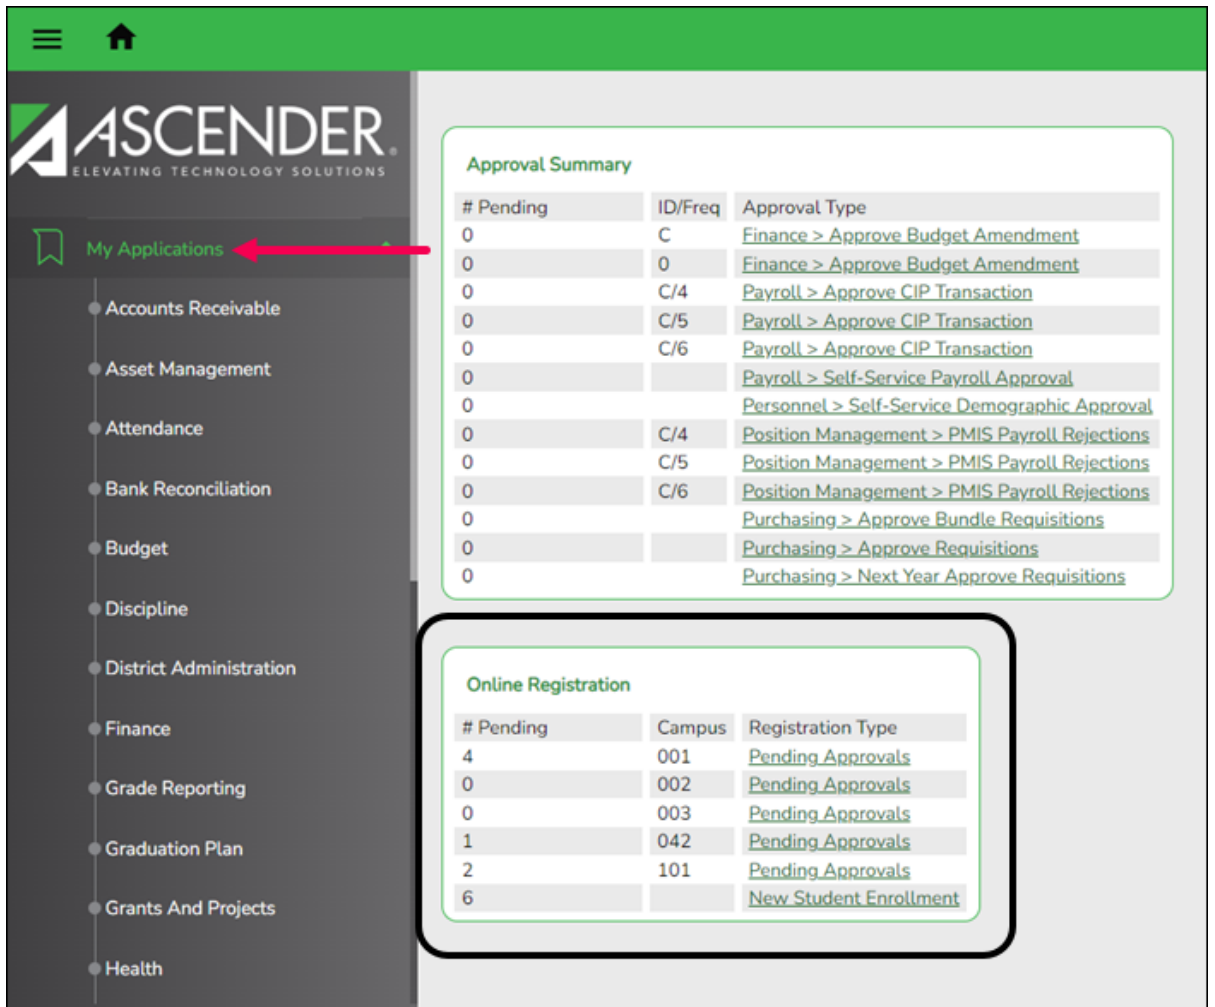 ASCENDER.
ELEVATING TECHNOLOGY SOLUTIONS
My Applications
Accounts Receivable
Asset Management
Attendance
Bank Reconciliation
Budget
Discipline
District Administration
Finance
Grade Reporting
Graduation Plan
Grants And Projects
Health
Approval Summary
# Pending ID/Freq Approval Type
0 C Finance > Approve Budget Amendment
0 0 Finance > Approve Budget Amendment
0 C/4 Payroll > Approve CIP Transaction
0 C/5 Payroll > Approve CIP Transaction
0 C/6 Payroll > Approve CIP Transaction
0 Payroll > Self-Service Payroll Approval
0 Personnel > Self-Service Demographic Approval
0 C/4 Position Management > PMIS Payroll Rejections
0 C/5 Position Management > PMIS Payroll Rejections
0 C/6 Position Management > PMIS Payroll Rejections
0 Purchasing > Approve Bundle Requisitions
0 Purchasing > Approve Requisitions
0 Purchasing > Next Year Approve Requisitions
Online Registration
# Pending Campus Registration Type
4 001 Pending Approvals
0 002 Pending Approvals
0 003 Pending Approvals
1 042 Pending Approvals
2 101 Pending Approvals
6 New Student Enrollment